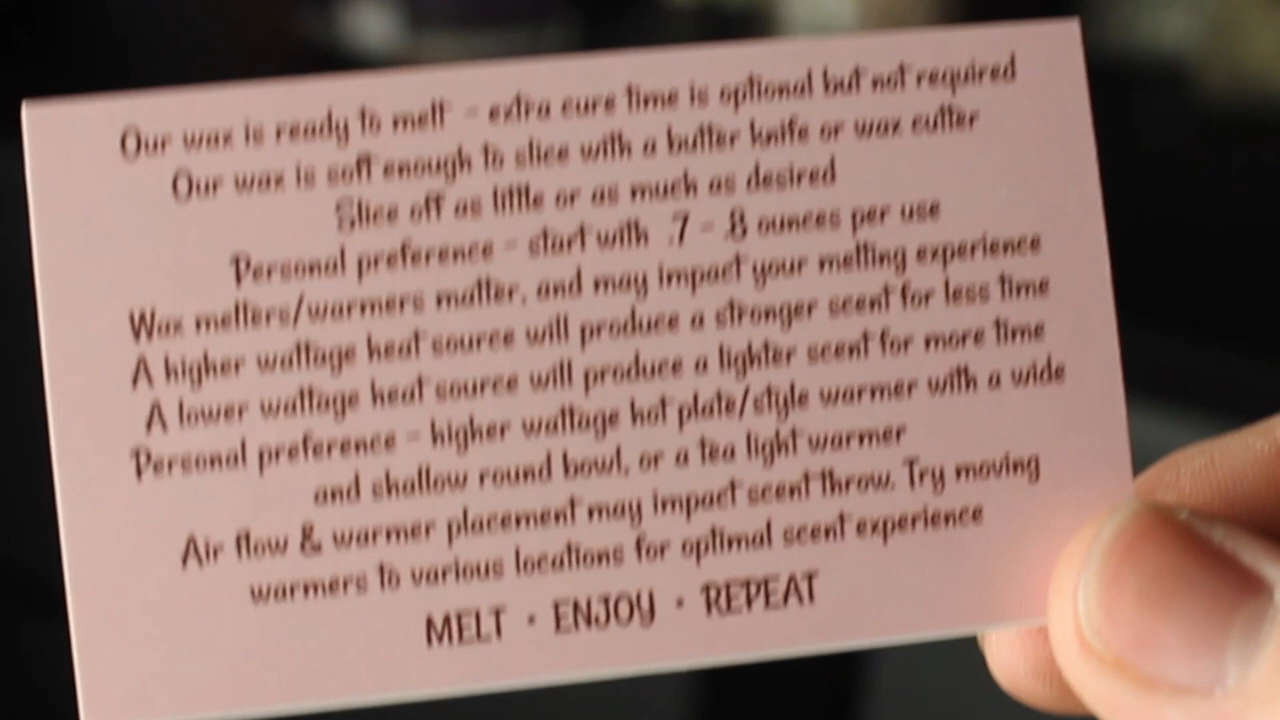 Our wax is ready to melt - extra cure time is optional but not required
Our wax is soft enough to slice with a butter knife or wax cutter
Slice off as little or as much as desired
Personal preference - start with .7 - .8 ounces per use
Wax melters/warmers matter, and may impact your melting experience
A higher wattage heat source will produce a stronger scent for less time
A lower wattage heat source will produce a lighter scent for more time
Personal preference - higher wattage hot plate/style warmer with a wide
and shallow round bowl, or a tea light warmer
Air flow & warmer placement may impact scent throw. Try moving
warmers to various locations for optimal scent experience
MELT · ENJOY · REPEAT